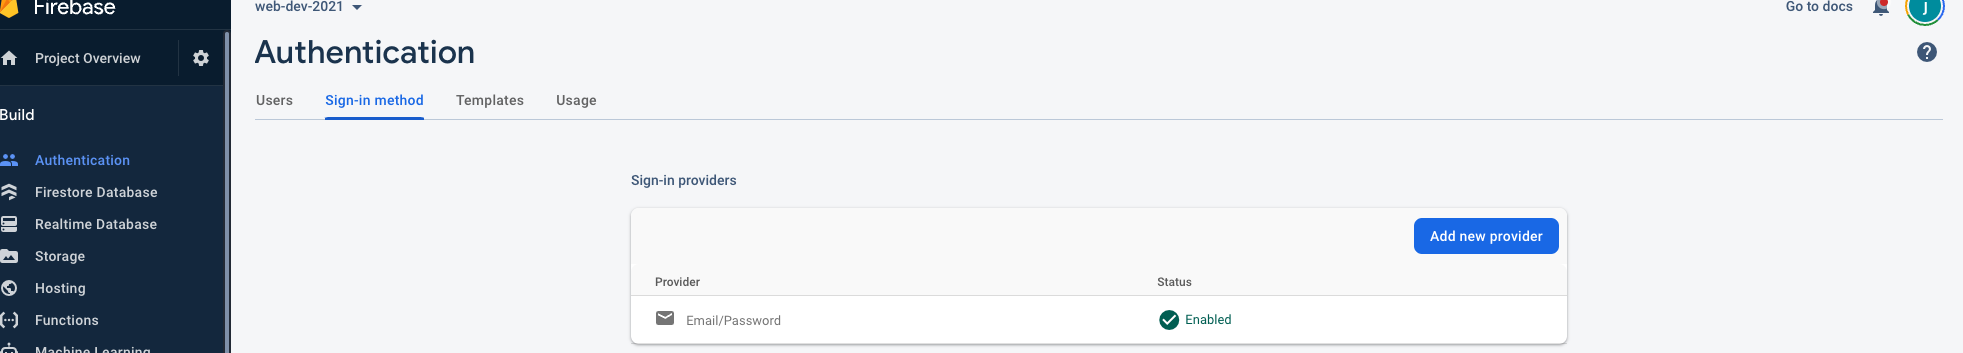 Firebase
Project Overview
Build
Authentication
Firestore Database
Realtime Database
Storage
Hosting
Functions
Machine Learning
web-dev-2021
Go to docs
J
Authentication
?
Users Sign-in method Templates Usage
Sign-in providers
Add new provider
Provider Status
Email/Password Enabled